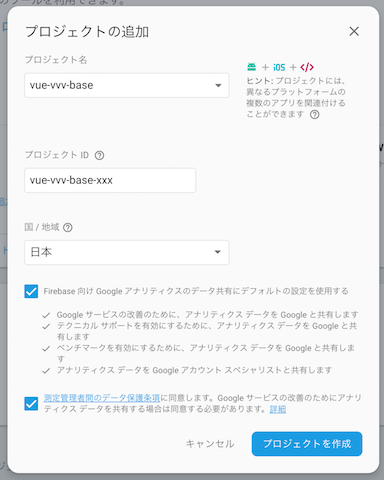 のツールを利用できます。
プロジェクトの追加
プロジェクト名
vue-vvv-base
+ iOS + </>
ヒント: プロジェクトには、
異なるプラットフォームの
複数のアプリを関連付ける
ことができます
プロジェクト ID
vue-vvv-base-xxx
国 / 地域
日本
Firebase 向け Google アナリティクスのデータ共有にデフォルトの設定を使用する
Google サービスの改善のために、アナリティクス データを Google と共有します
テクニカル サポートを有効にするために、アナリティクス データを Google と共
有します
ベンチマークを有効にするために、アナリティクス データを Google と共有しま
す
アナリティクス データを Google アカウント スペシャリストと共有します
測定管理者間のデータ保護条項に同意します。Google サービスの改善のためにアナリ
ティクス データを共有する場合は同意する必要があります。詳細
キャンセル
プロジェクトを作成